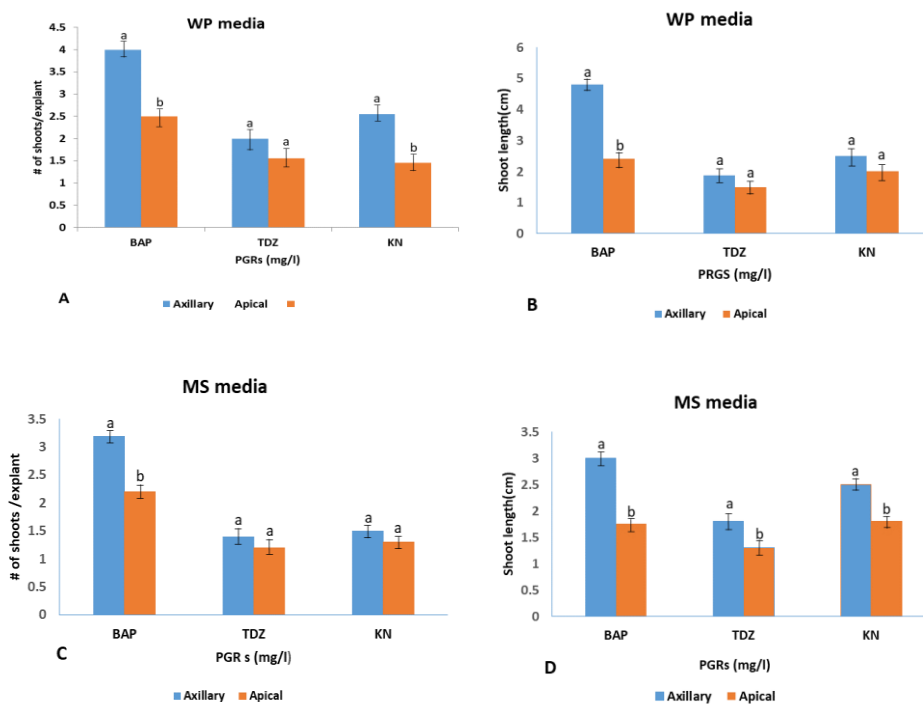 WP media
# of shoots/explant
4.5
4
3.5
3
2.5
2
1.5
1
0.5
0
a
b
a
a
a
b
BAP TDZ KN
PGRs (mg/l)
A
Axillary Apical
WP media
Shoot length(cm)
6
5
4
3
2
1
0
a
b
a
a
a
a
BAP TDZ KN
PRGS (mg/l)
B
Axillary Apical
MS media
# of shoots /explant
3.5
3
2.5
2
1.5
1
0.5
0
a
b
a
a
a
a
BAP TDZ KN
PGR s (mg/l)
C
Axillary Apical
MS media
Shoot length(cm)
3.5
3
2.5
2
1.5
1
0.5
0
a
b
a
b
a
b
BAP TDZ KN
PGRs (mg/l)
D
Axillary Apical